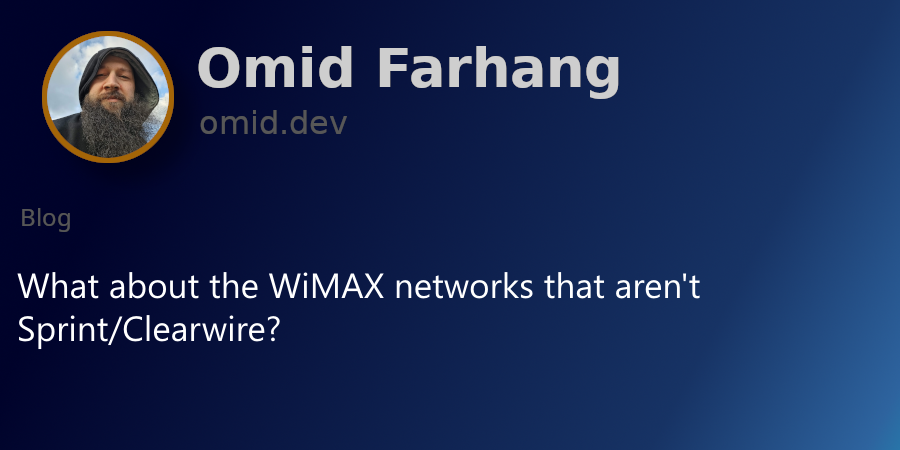 Omid Farhang
omid.dev
Blog
What about the WiMAX networks that aren't
Sprint/Clearwire?